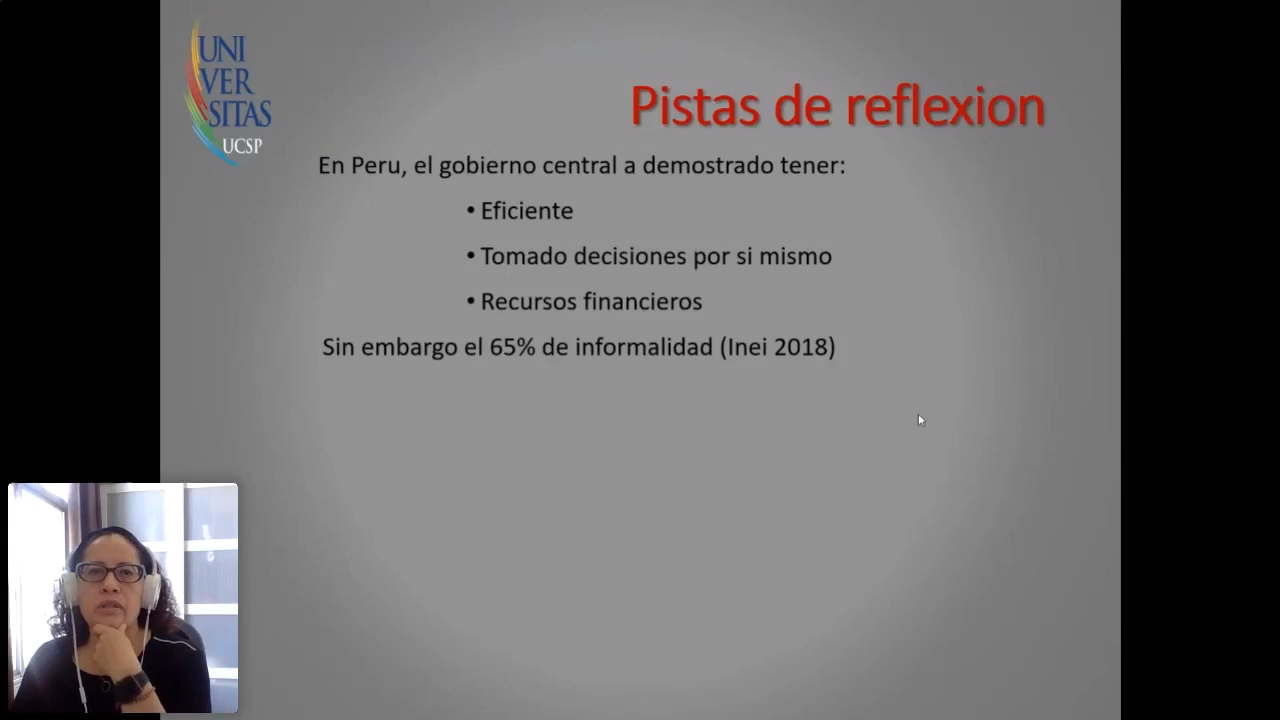 UNI
VER
SITAS
UCSP
Pistas de reflexion
En Peru, el gobierno central a demostrado tener:
• Eficiente
• Tomado decisiones por si mismo
• Recursos financieros
Sin embargo el 65% de informalidad (Inei 2018)